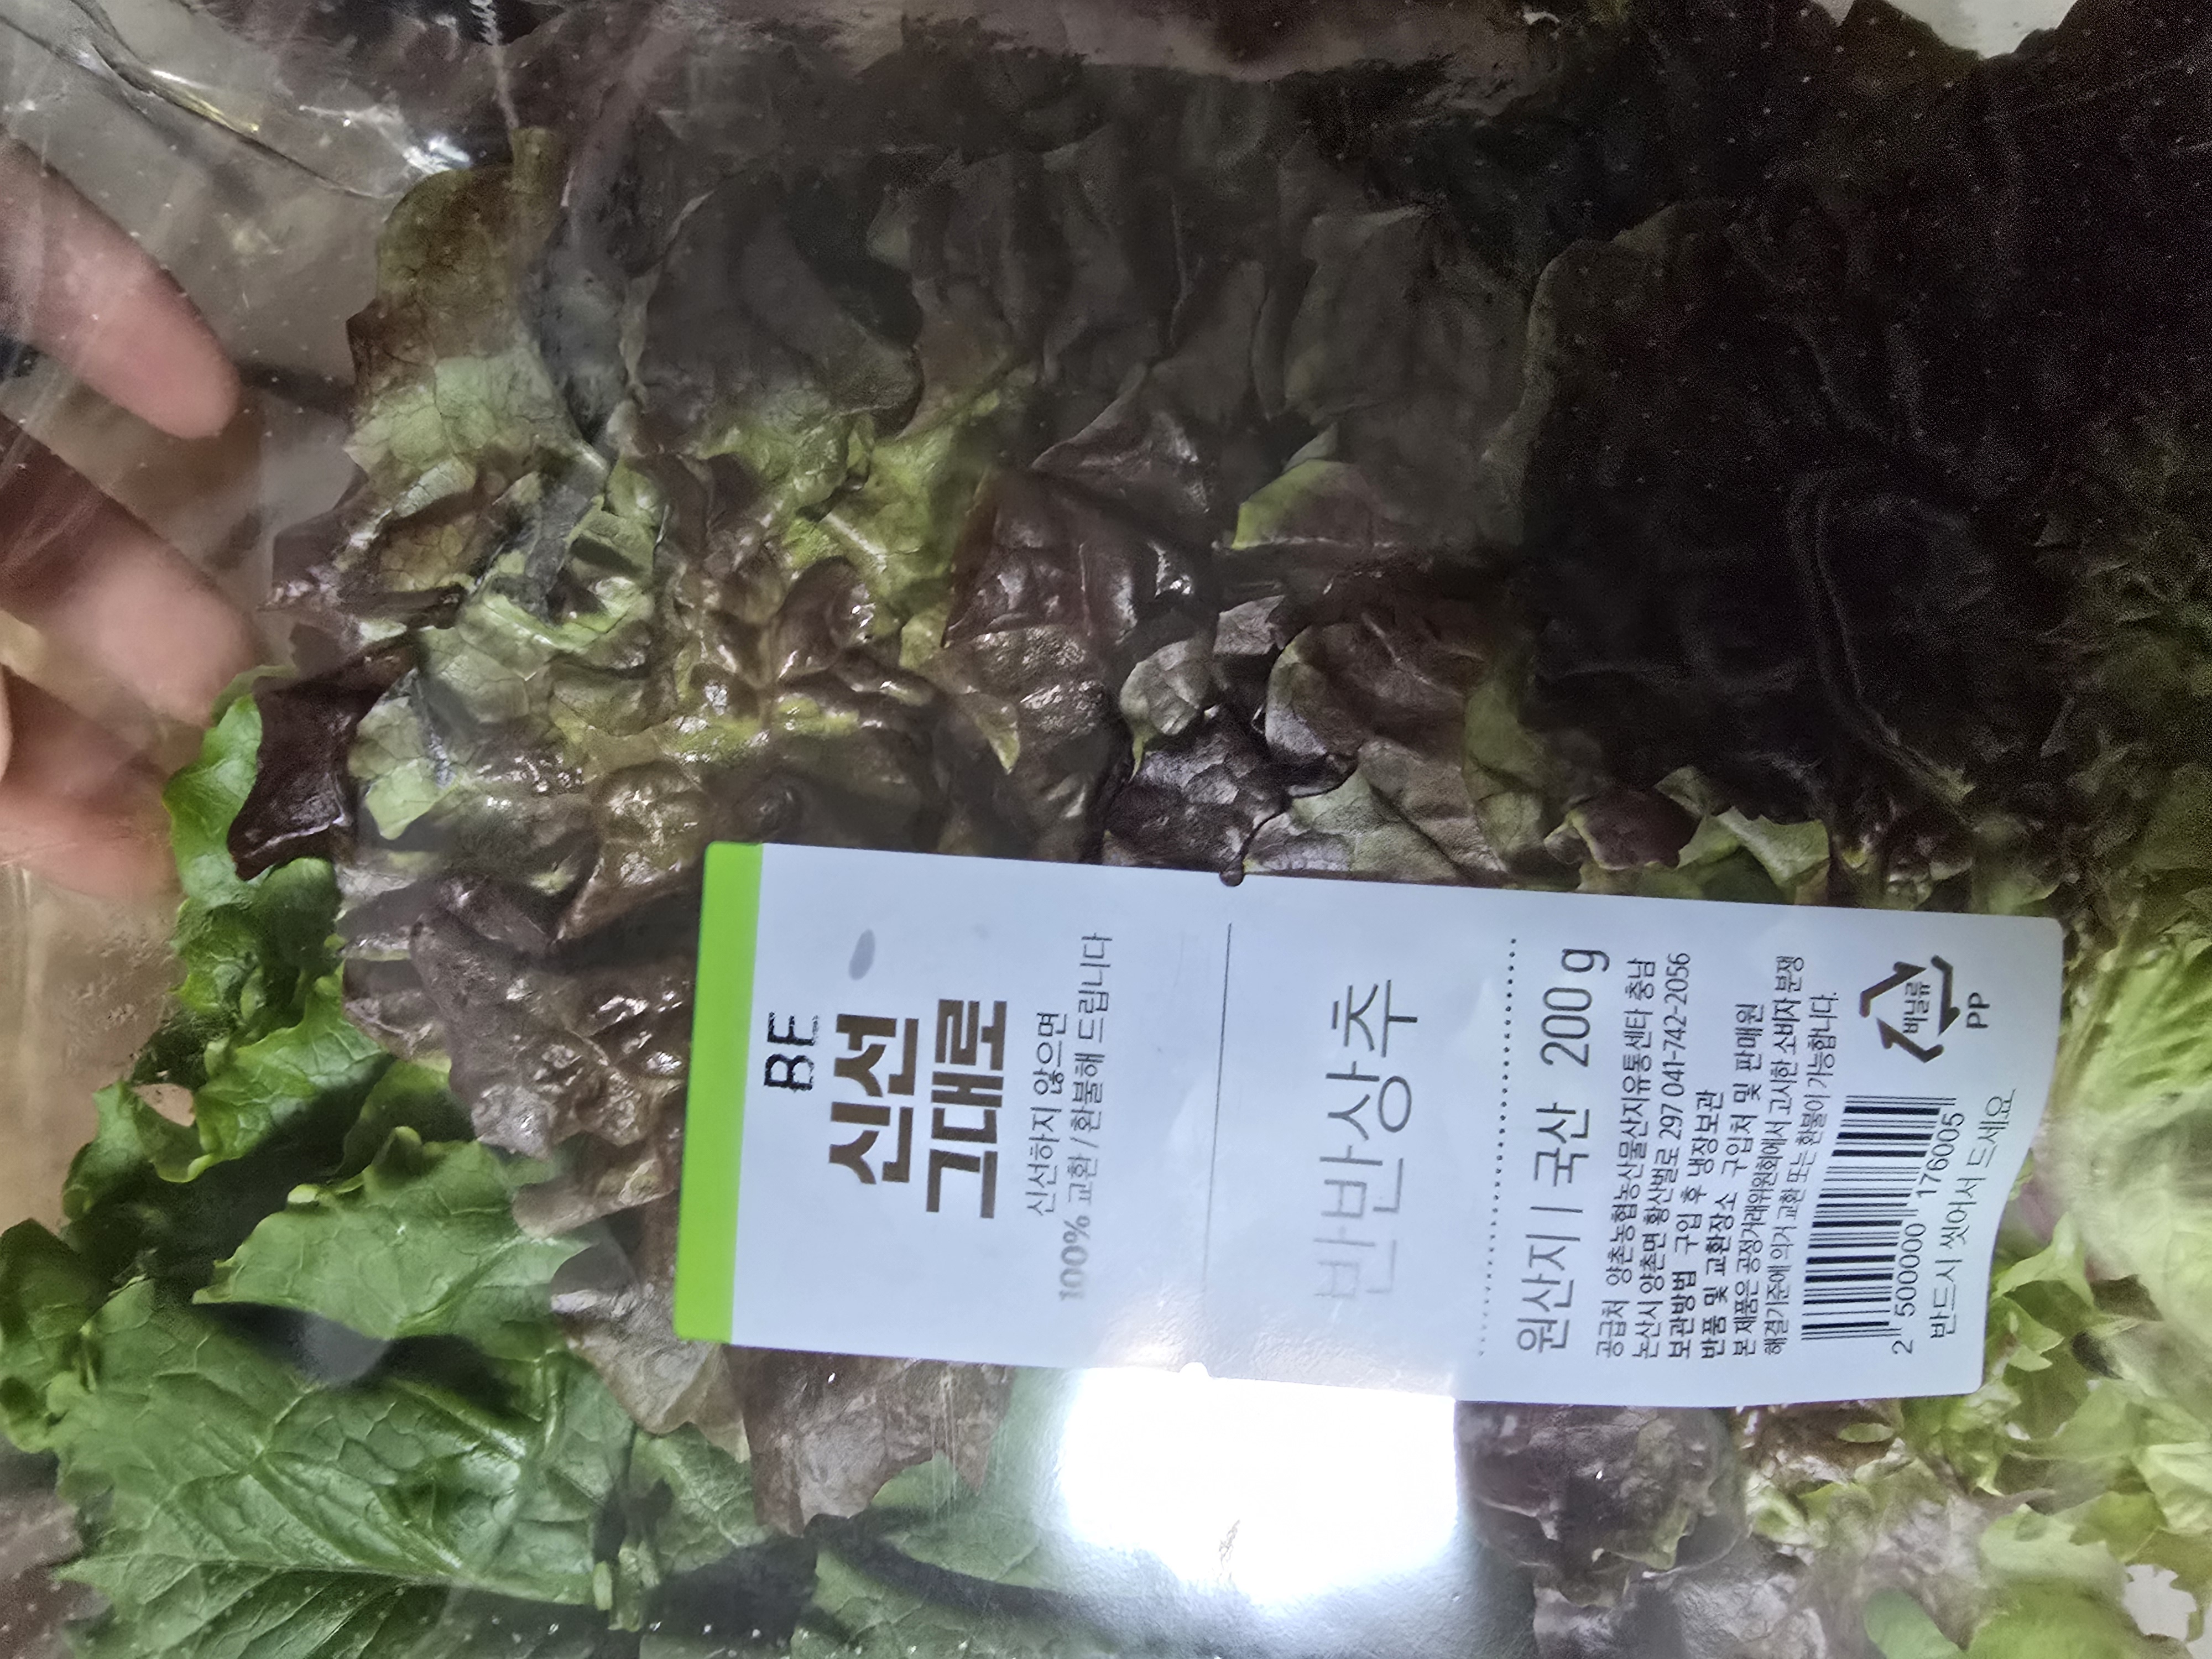 BE
신선
그대로
신선하지 않으면
100% 교환 / 환불해 드립니다
반반상추
원산지 | 국산 200 g
공급처 양촌농협농산물산지유통센타 충남
논산시 양촌면 황산벌로 297 041-742-2056
보관방법 구입 후 냉장보관
반품 및 교환장소 구입처 및 판매원
본 제품은 공정거래위원회에서 고시한 소비자 분쟁
해결기준에 의거 교환 또는 환불이 가능합니다.
비닐류
PP
2 500000 176005
반드시 씻어서 드세요